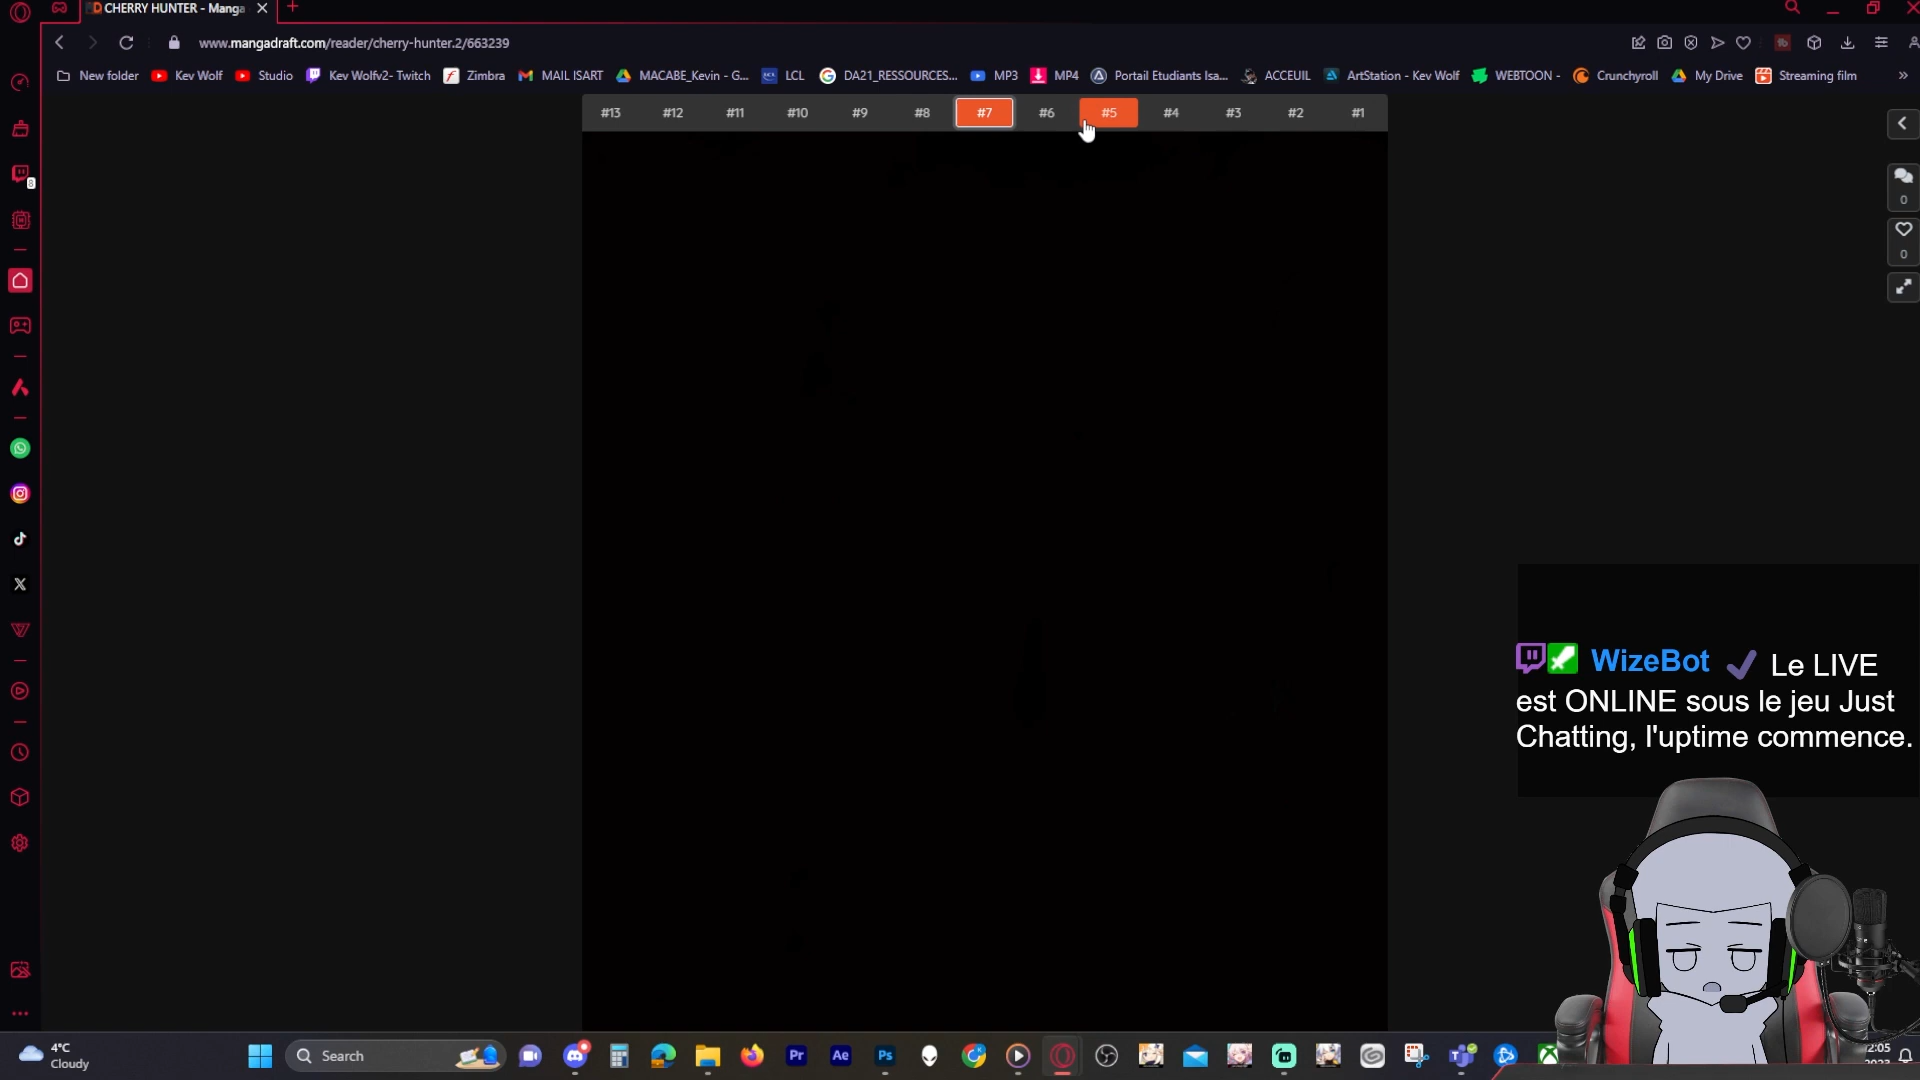 CHERRY HUNTER - Manga
www.mangadraft.com/reader/cherry-hunter.2/663239
New folder Kev Wolf Studio Kev Wolfv2- Twitch Zimbra MAIL ISART MACABE_Kevin - G... LCL DA21_RESSOURCES... MP3 MP4 Portail Etudiants Isa... ACCEUIL ArtStation - Kev Wolf WEBTOON - Crunchyroll My Drive Streaming film
#13 #12 #11 #10 #9 #8 #7 #6 #5 #4 #3 #2 #1
8
0
0
WizeBot Le LIVE
est ONLINE sous le jeu Just
Chatting, l'uptime commence.
4°C
Cloudy
Search
Pr Ae Ps
2:05